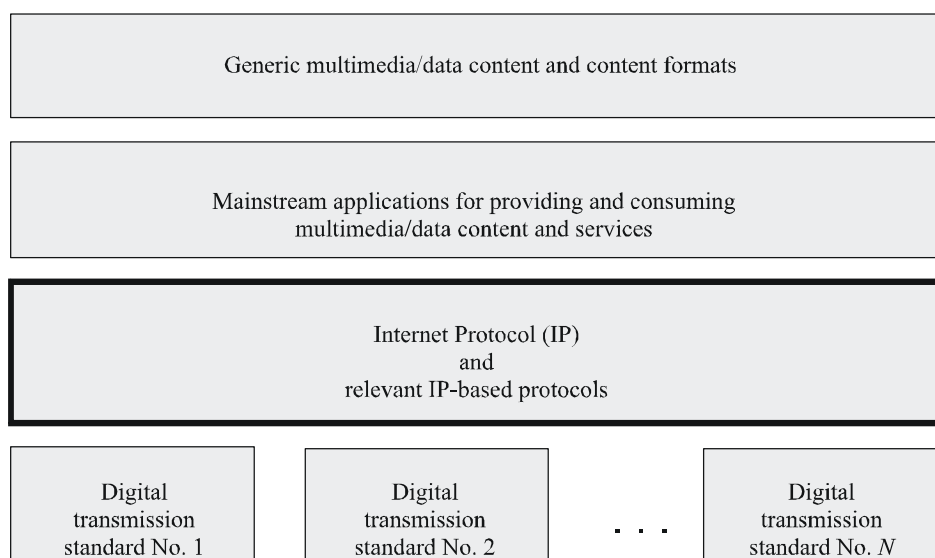 Generic multimedia/data content and content formats
Mainstream applications for providing and consuming
multimedia/data content and services
Internet Protocol (IP)
and
relevant IP-based protocols
Digital
transmission
standard No. 1
Digital
transmission
standard No. 2
. . .
Digital
transmission
standard No. N